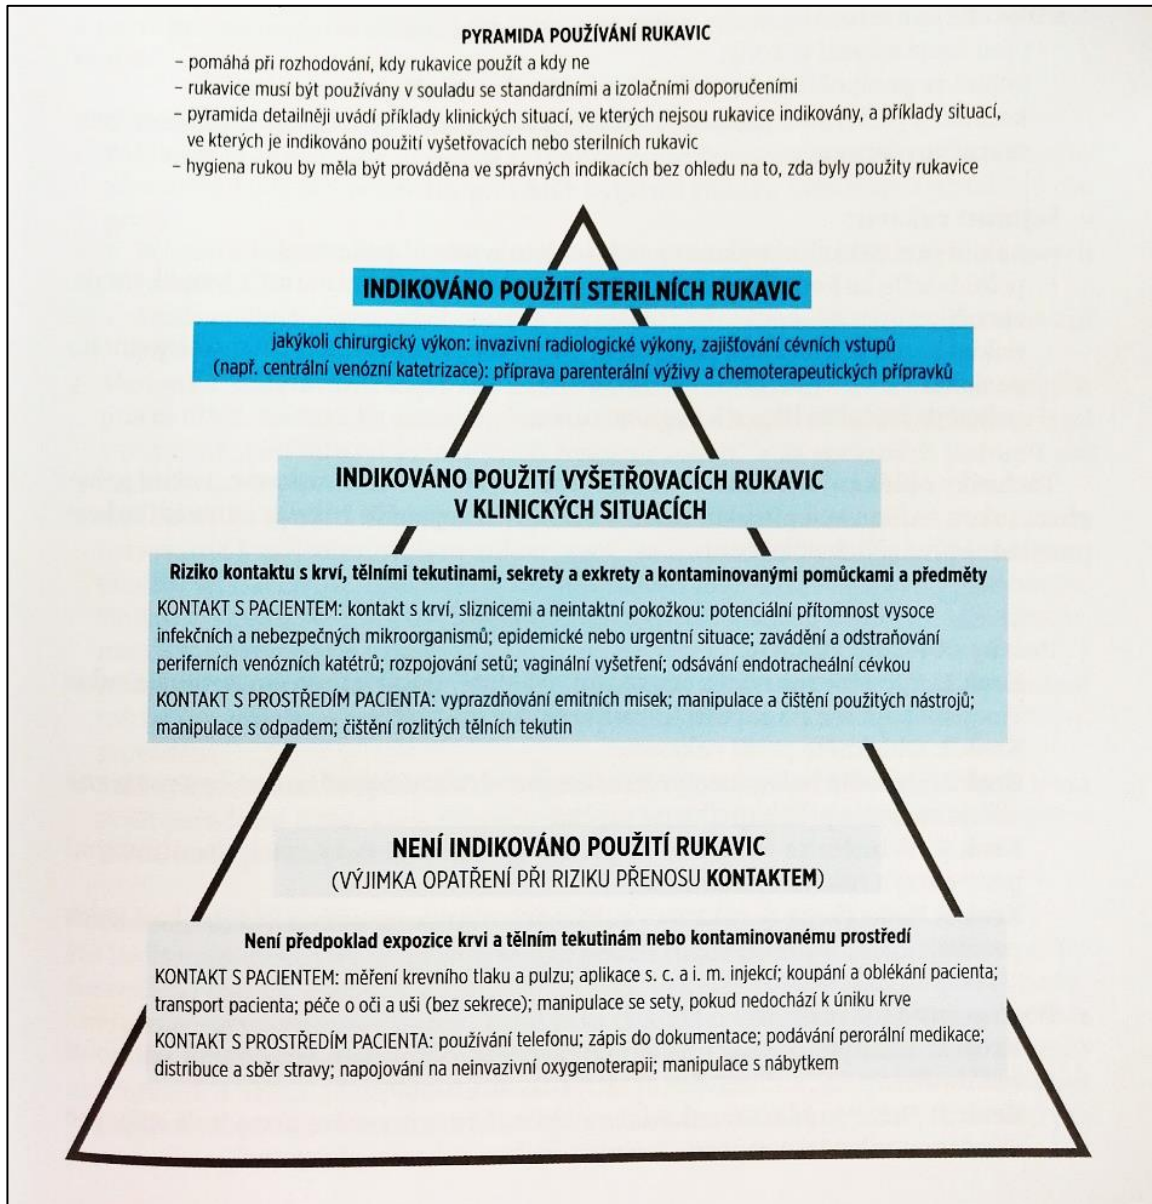 PYRAMIDA POUŽÍVÁNÍ RUKAVIC
– pomáhá při rozhodování, kdy rukavice použít a kdy ne
– rukavice musí být používány v souladu se standardními a izolačními doporučeními
– pyramida detailněji uvádí příklady klinických situací, ve kterých nejsou rukavice indikovány, a příklady situací,
ve kterých je indikováno použití vyšetřovacích nebo sterilních rukavic
– hygiena rukou by měla být prováděna ve správných indikacích bez ohledu na to, zda byly použity rukavice
INDIKOVÁNO POUŽITÍ STERILNÍCH RUKAVIC
jakýkoli chirurgický výkon: invazivní radiologické výkony, zajišťování cévních vstupů
(např. centrální venózní katetrizace): příprava parenterální výživy a chemoterapeutických přípravků
INDIKOVÁNO POUŽITÍ VYŠETŘOVACÍCH RUKAVIC
V KLINICKÝCH SITUACÍCH
Riziko kontaktu s krví, tělními tekutinami, sekrety a exkrety a kontaminovanými pomůckami a předměty
KONTAKT S PACIENTEM: kontakt s krví, sliznicemi a neintaktní pokožkou: potenciální přítomnost vysoce
infekčních a nebezpečných mikroorganismů; epidemické nebo urgentní situace; zavádění a odstraňování
periferních venózních katétrů; rozpojování setů; vaginální vyšetření; odsávání endotracheální cévkou
KONTAKT S PROSTŘEDÍM PACIENTA: vyprazdňování emitních misek; manipulace a čištění použitých nástrojů;
manipulace s odpadem; čištění rozlitých tělních tekutin
NENÍ INDIKOVÁNO POUŽITÍ RUKAVIC
(VÝJIMKA OPATŘENÍ PŘI RIZIKU PŘENOSU KONTAKTEM)
Není předpoklad expozice krvi a tělním tekutinám nebo kontaminovanému prostředí
KONTAKT S PACIENTEM: měření krevního tlaku a pulzu; aplikace s. c. a i. m. injekcí; koupání a oblékání pacienta;
transport pacienta; péče o oči a uši (bez sekrece); manipulace se sety, pokud nedochází k úniku krve
KONTAKT S PROSTŘEDÍM PACIENTA: používání telefonu; zápis do dokumentace; podávání perorální medikace;
distribuce a sběr stravy; napojování na neinvazivní oxygenoterapii; manipulace s nábytkem